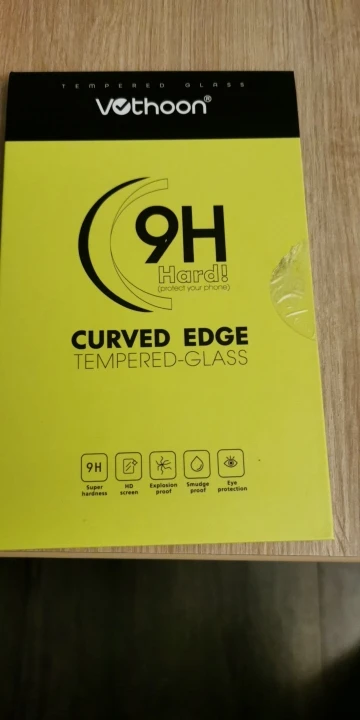 TEMPERED GLASS
Vethoon®
9H
Hard!
(protect your phone)
CURVED EDGE
TEMPERED-GLASS
9H
Super
hardness
HD
screen
Explosion
proof
Smudge
proof
Eye
protection